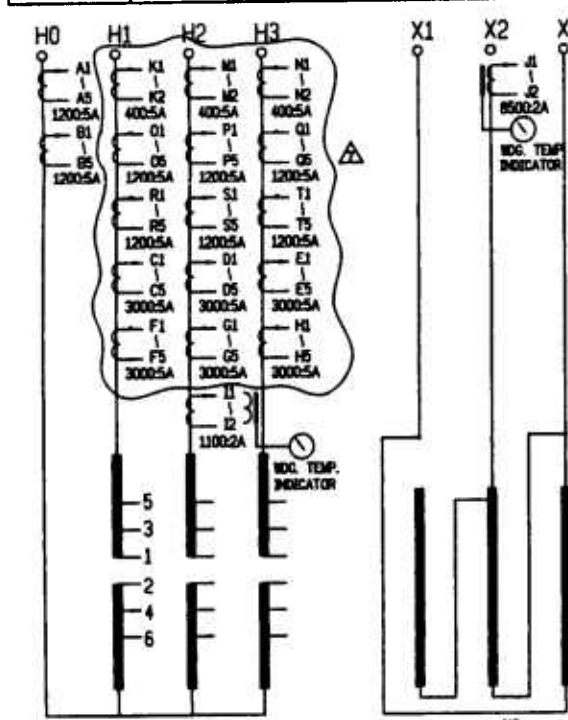 H0 H1 H2 H3 X1 X2 X
A1 K1 M1 N1 J1
A5 K2 M2 N2 J2
1200:5A 400:5A 400:5A 400:5A 8500:2A
B1 O1 P1 Q1
B5 O5 P5 Q5
1200:5A 1200:5A 1200:5A 1200:5A
WDG. TEMP.
INDICATOR
R1 S1 T1
R5 S5 T5
1200:5A 1200:5A 1200:5A
C1 D1 E1
C5 D5 E5
3000:5A 3000:5A 3000:5A
F1 G1 H1
F5 G5 H5
3000:5A 3000:5A 3000:5A
I1
I2
1100:2A
WDG. TEMP.
INDICATOR
5
3
1
2
4
6